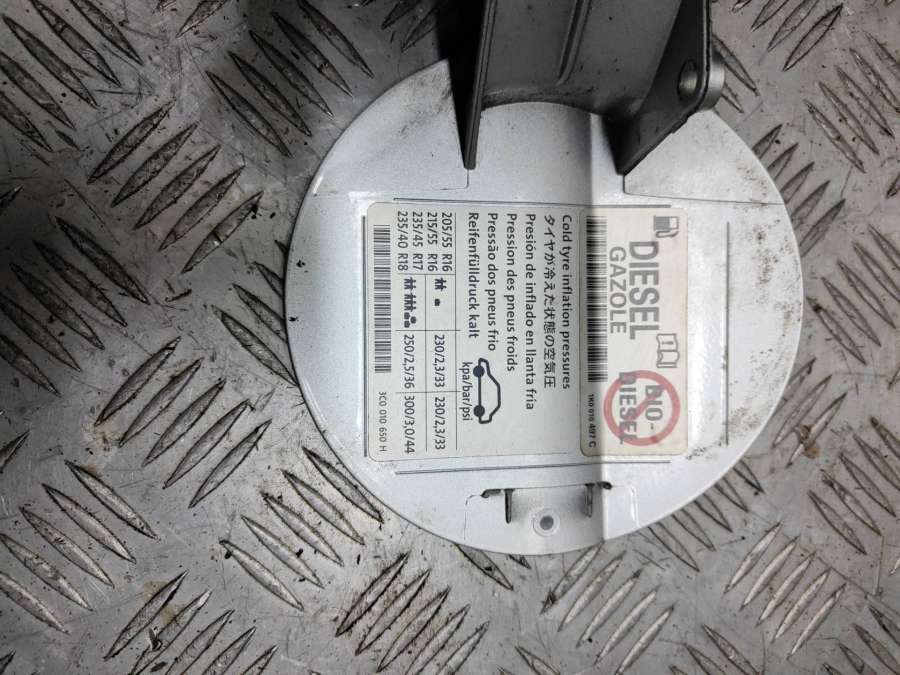 DIESEL
GAZOLE
BIO-
DIESEL
1K0 010 497 C
Cold tyre inflation pressures
タイヤが冷えた状態の空気圧
Presión de inflado en llanta fria
Pression des pneus froids
Pressão dos pneus frio
Reifenfülldruck kalt
kpa/bar/psi
205/55 R16
215/55 R16
235/45 R17
235/40 R18
230/2,3/33 230/2,3/33
250/2,5/36 300/3,0/44
3C0 010 650 H